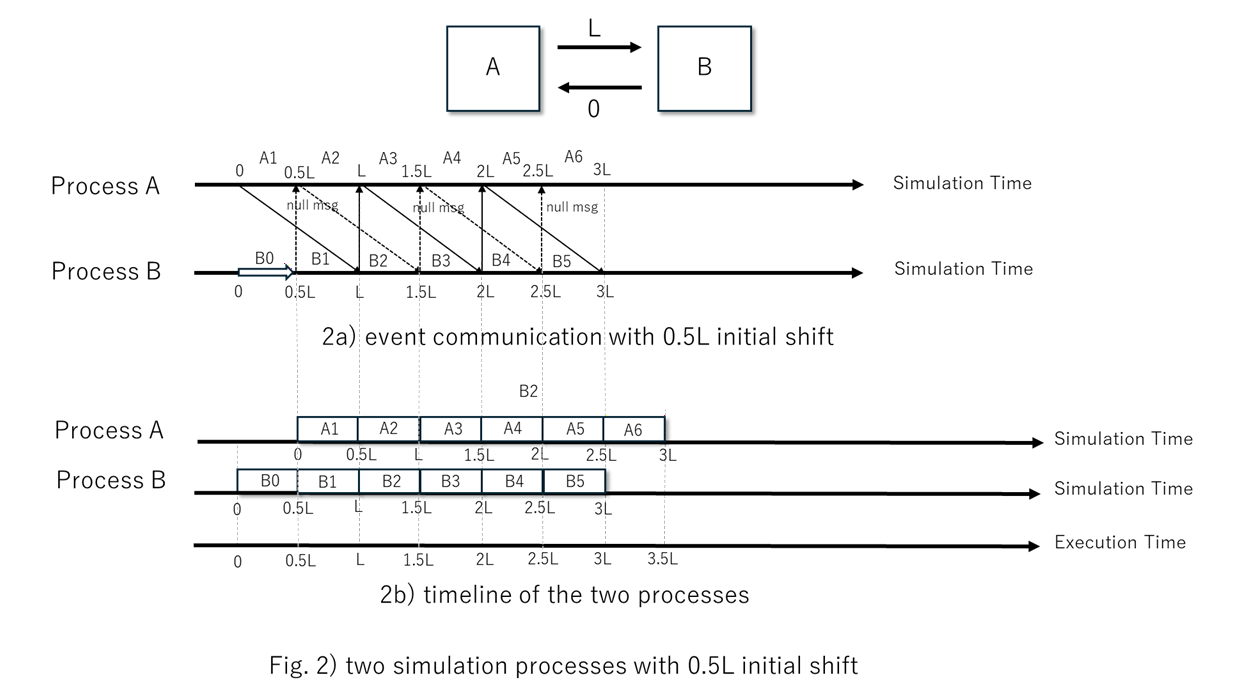 L
A
B
0
A1 A2 A3 A4 A5 A6
0 0.5L L 1.5L 2L 2.5L 3L
Process A
Simulation Time
null msg null msg null msg
B0 B1 B2 B3 B4 B5
Process B
Simulation Time
0 0.5L L 1.5L 2L 2.5L 3L
2a) event communication with 0.5L initial shift
B2
Process A
A1 A2 A3 A4 A5 A6
Simulation Time
0 0.5L L 1.5L 2L 2.5L 3L
Process B
B0 B1 B2 B3 B4 B5
Simulation Time
0 0.5L L 1.5L 2L 2.5L 3L
Execution Time
0 0.5L L 1.5L 2L 2.5L 3L 3.5L
2b) timeline of the two processes
Fig. 2) two simulation processes with 0.5L initial shift